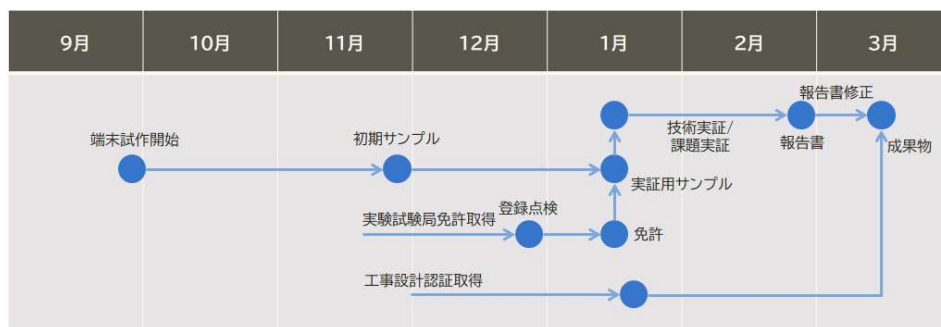 9月
10月
11月
12月
1月
2月
3月
報告書修正
端末試作開始
初期サンプル
技術実証/
課題実証
報告書
成果物
実証用サンプル
登録点検
実験試験局免許取得
免許
工事設計認証取得